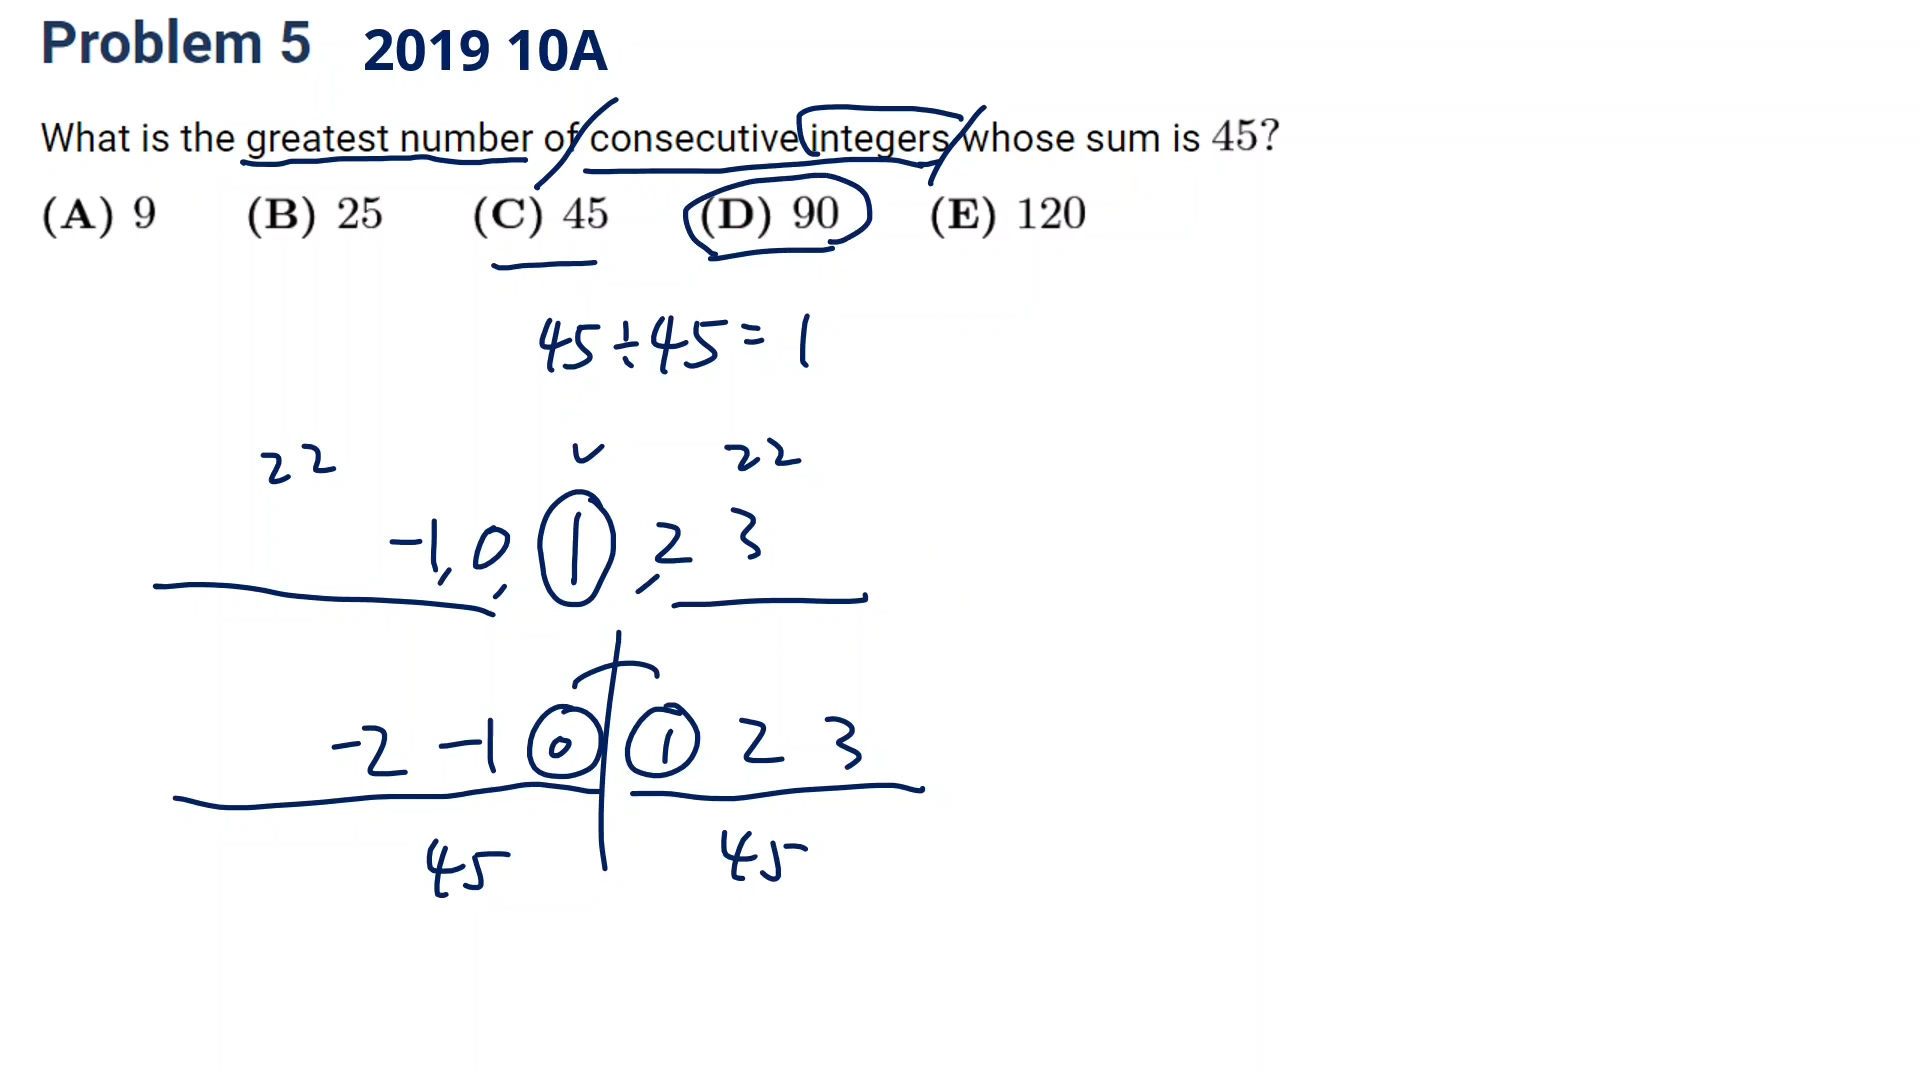 Problem 5 2019 10A
What is the greatest number of consecutive integers whose sum is 45?
(A) 9 (B) 25 (C) 45 (D) 90 (E) 120
45÷45=1
22 22
-1, 0, 1, 2 3
-2 -1 0 1 2 3
45 45